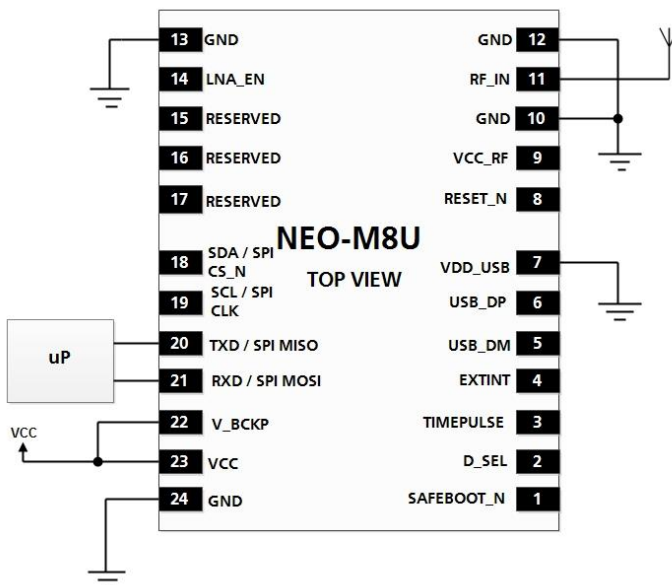 13 GND
14 LNA_EN
15 RESERVED
16 RESERVED
17 RESERVED
18 SDA / SPI
CS_N
19 SCL / SPI
CLK
20 TXD / SPI MISO
21 RXD / SPI MOSI
22 V_BCKP
23 VCC
24 GND
uP
VCC
NEO-M8U
TOP VIEW
GND 12
RF_IN 11
GND 10
VCC_RF 9
RESET_N 8
VDD_USB 7
USB_DP 6
USB_DM 5
EXTINT 4
TIMEPULSE 3
D_SEL 2
SAFEBOOT_N 1